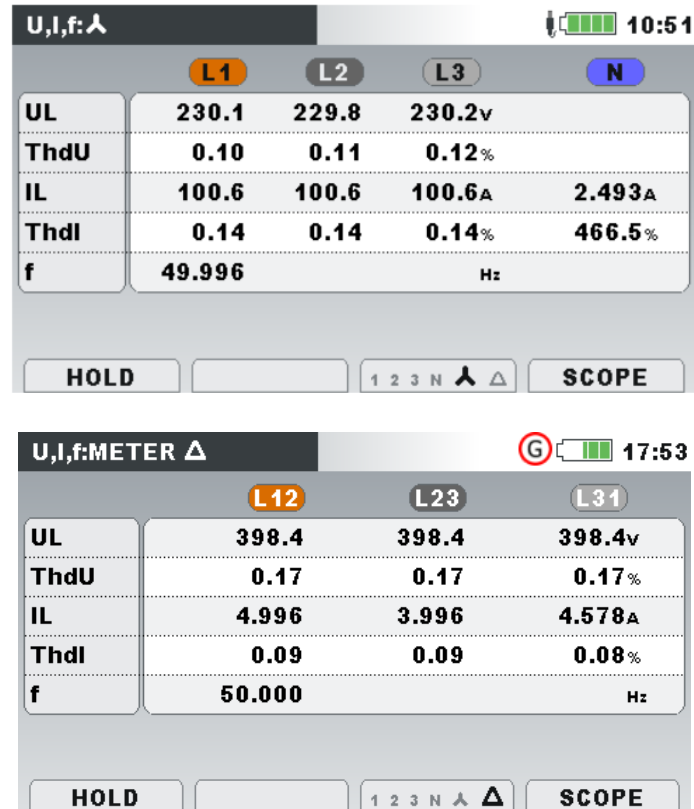 U,I,f: 10:51
L1 L2 L3 N
UL 230.1 229.8 230.2V
ThdU 0.10 0.11 0.12%
IL 100.6 100.6 100.6A 2.493A
ThdI 0.14 0.14 0.14% 466.5%
f 49.996 Hz
HOLD 1 2 3 N SCOPE
U,I,f:METER Δ G 17:53
L12 L23 L31
UL 398.4 398.4 398.4V
ThdU 0.17 0.17 0.17%
IL 4.996 3.996 4.578A
ThdI 0.09 0.09 0.08%
f 50.000 Hz
HOLD 1 2 3 N Δ SCOPE